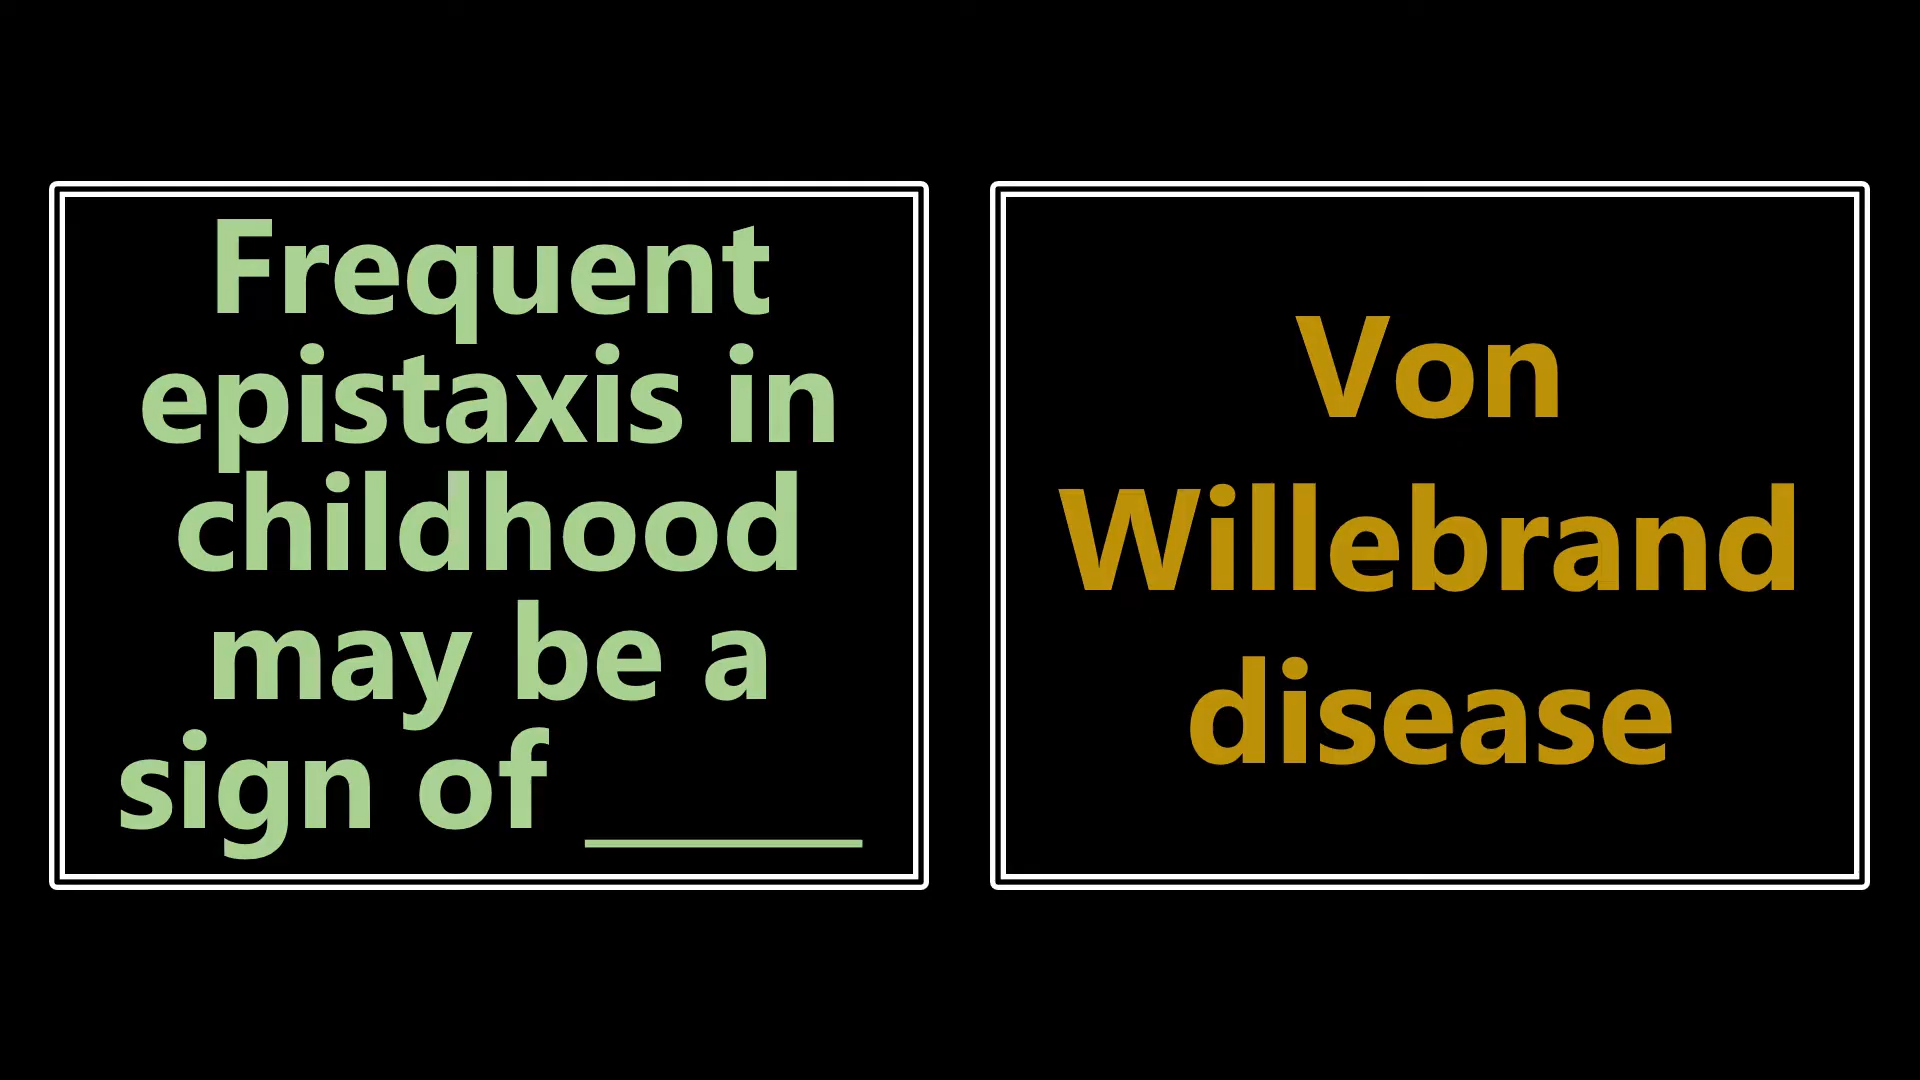 Frequent
epistaxis in
childhood
may be a
sign of _____
Von
Willebrand
disease